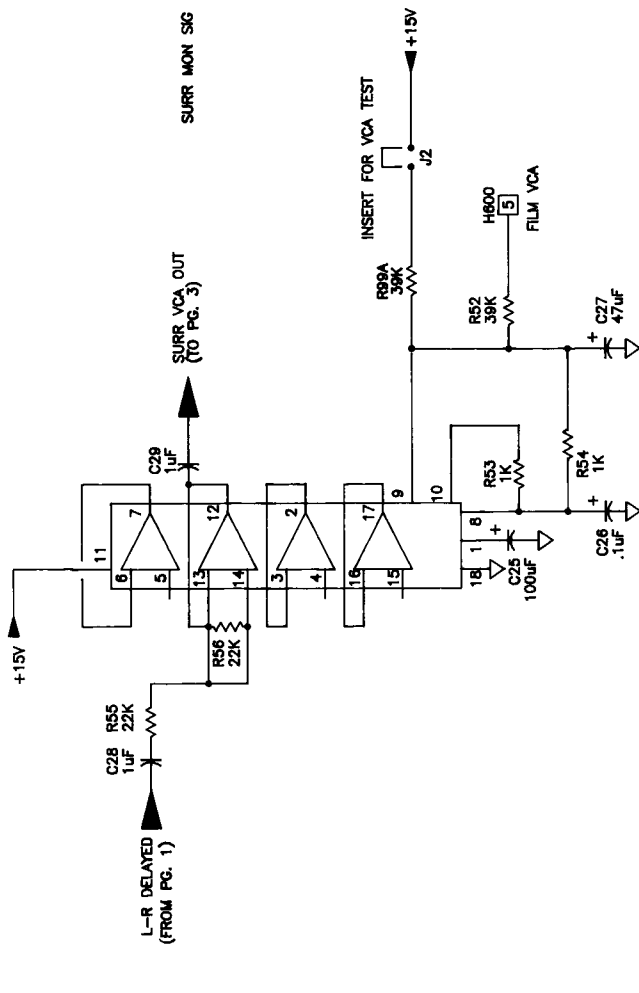 +15V
L-R DELAYED
(FROM PG. 1)
C28
1uF
R55
22K
R56
22K
11
6
5
7
13
14
12
3
4
2
16
15
17
9
10
18
1
8
C29
1uF
SURR VCA OUT
(TO PG. 3)
SURR MON SIG
C25
100uF
C26
.1uF
R53
1K
R54
1K
C27
47uF
R52
39K
H600
5
FILM VCA
R99A
39K
INSERT FOR VCA TEST
J2
+15V